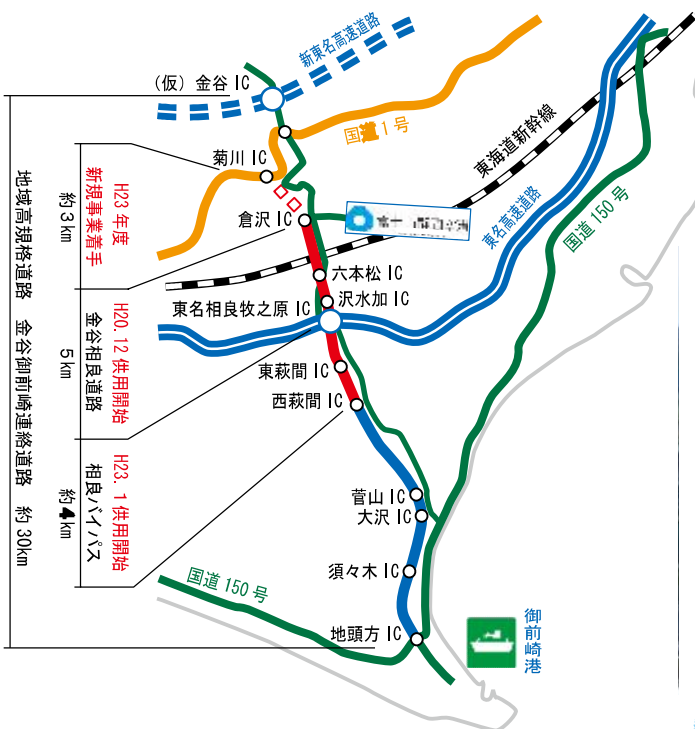 新東名高速道路
(仮)金谷 IC
国道 1 号
菊川 IC
東海道新幹線
東名高速道路
国道 150 号
倉沢 IC
六本松 IC
沢水加 IC
東名相良牧之原 IC
東萩間 IC
西萩間 IC
菅山 IC
大沢 IC
須々木 IC
地頭方 IC
国道 150 号
御前崎港
H23 年度
新規事業着手
約3㎞
H20. 12 供用開始
金谷相良道路
5㎞
H23. 1 供用開始
相良バイパス
約4㎞
地域高規格道路 金谷御前崎連絡道路 約 30㎞